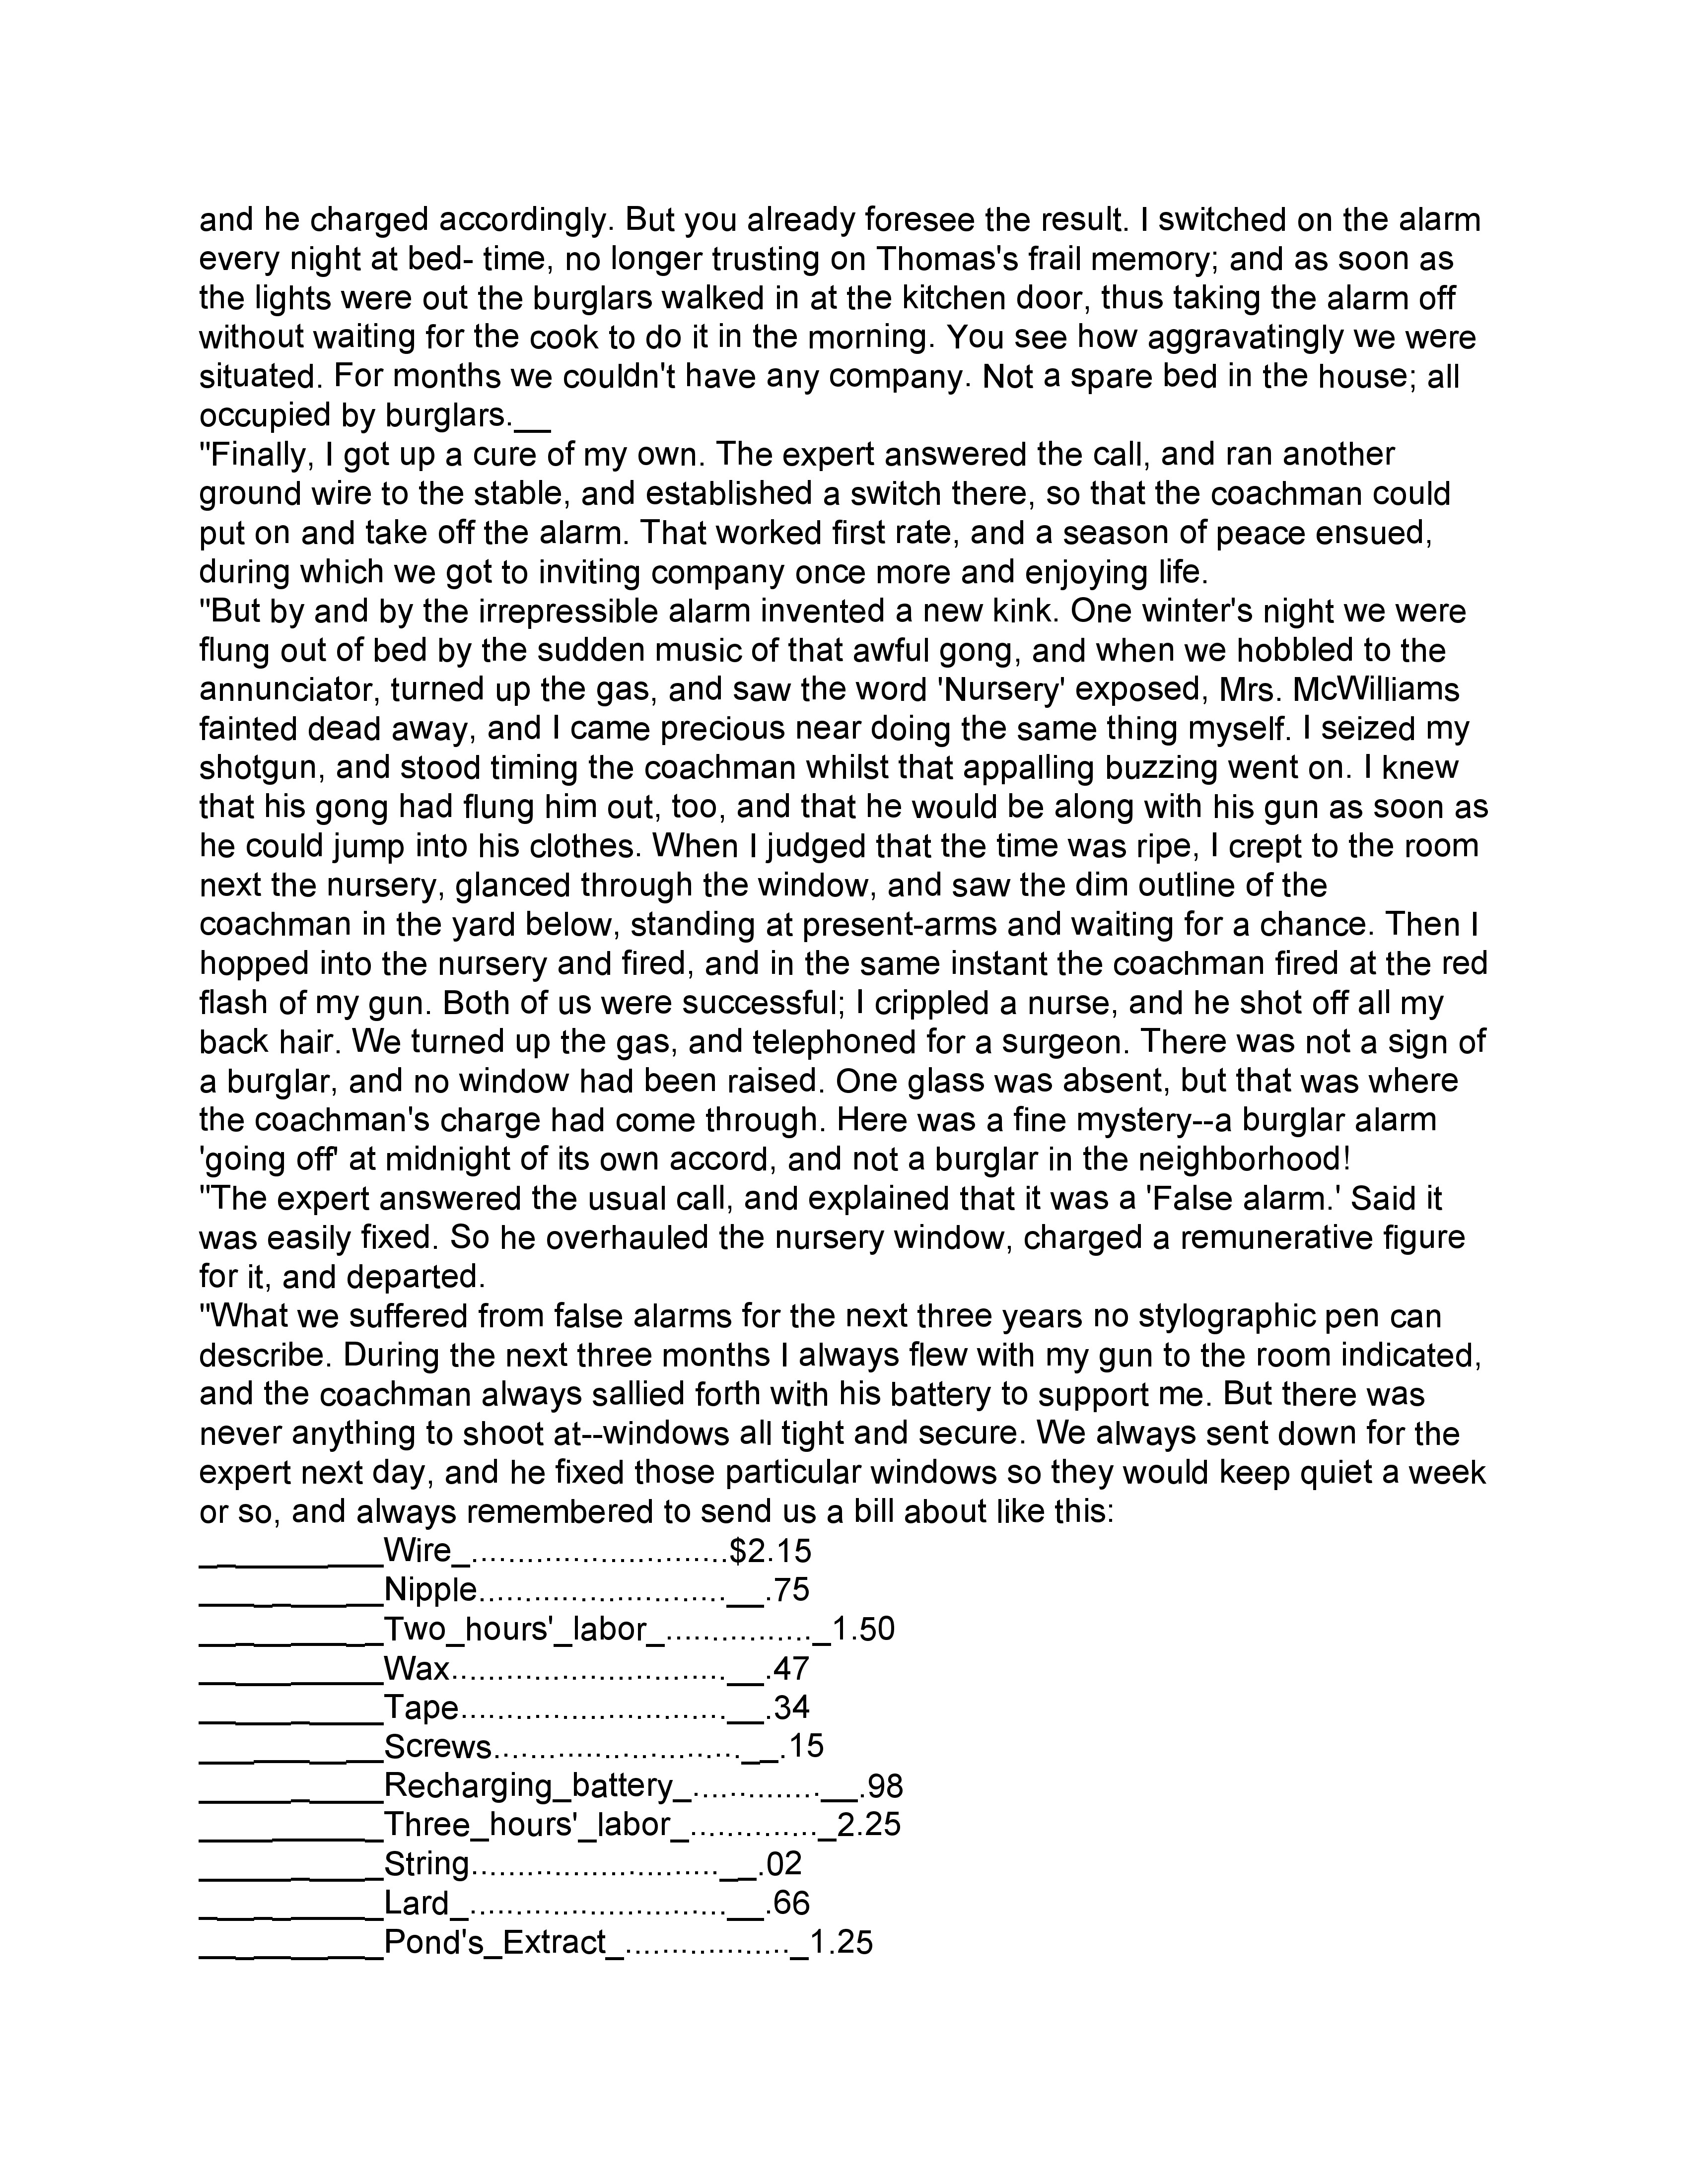 and he charged accordingly. But you already foresee the result. I switched on the alarm
every night at bed- time, no longer trusting on Thomas's frail memory; and as soon as
the lights were out the burglars walked in at the kitchen door, thus taking the alarm off
without waiting for the cook to do it in the morning. You see how aggravatingly we were
situated. For months we couldn't have any company. Not a spare bed in the house; all
occupied by burglars.__
"Finally, I got up a cure of my own. The expert answered the call, and ran another
ground wire to the stable, and established a switch there, so that the coachman could
put on and take off the alarm. That worked first rate, and a season of peace ensued,
during which we got to inviting company once more and enjoying life.
"But by and by the irrepressible alarm invented a new kink. One winter's night we were
flung out of bed by the sudden music of that awful gong, and when we hobbled to the
annunciator, turned up the gas, and saw the word 'Nursery' exposed, Mrs. McWilliams
fainted dead away, and I came precious near doing the same thing myself. I seized my
shotgun, and stood timing the coachman whilst that appalling buzzing went on. I knew
that his gong had flung him out, too, and that he would be along with his gun as soon as
he could jump into his clothes. When I judged that the time was ripe, I crept to the room
next the nursery, glanced through the window, and saw the dim outline of the
coachman in the yard below, standing at present-arms and waiting for a chance. Then I
hopped into the nursery and fired, and in the same instant the coachman fired at the red
flash of my gun. Both of us were successful; I crippled a nurse, and he shot off all my
back hair. We turned up the gas, and telephoned for a surgeon. There was not a sign of
a burglar, and no window had been raised. One glass was absent, but that was where
the coachman's charge had come through. Here was a fine mystery--a burglar alarm
'going off' at midnight of its own accord, and not a burglar in the neighborhood!
"The expert answered the usual call, and explained that it was a 'False alarm.' Said it
was easily fixed. So he overhauled the nursery window, charged a remunerative figure
for it, and departed.
"What we suffered from false alarms for the next three years no stylographic pen can
describe. During the next three months I always flew with my gun to the room indicated,
and the coachman always sallied forth with his battery to support me. But there was
never anything to shoot at--windows all tight and secure. We always sent down for the
expert next day, and he fixed those particular windows so they would keep quiet a week
or so, and always remembered to send us a bill about like this:
__________Wire_............................$2.15
__________Nipple...........................__.75
__________Two_hours'_labor_................_1.50
__________Wax..............................__.47
__________Tape.............................__.34
__________Screws...........................__.15
__________Recharging_battery_..............__.98
__________Three_hours'_labor_.............._2.25
__________String...........................__.02
__________Lard_............................__.66
__________Pond's_Extract_.................._1.25